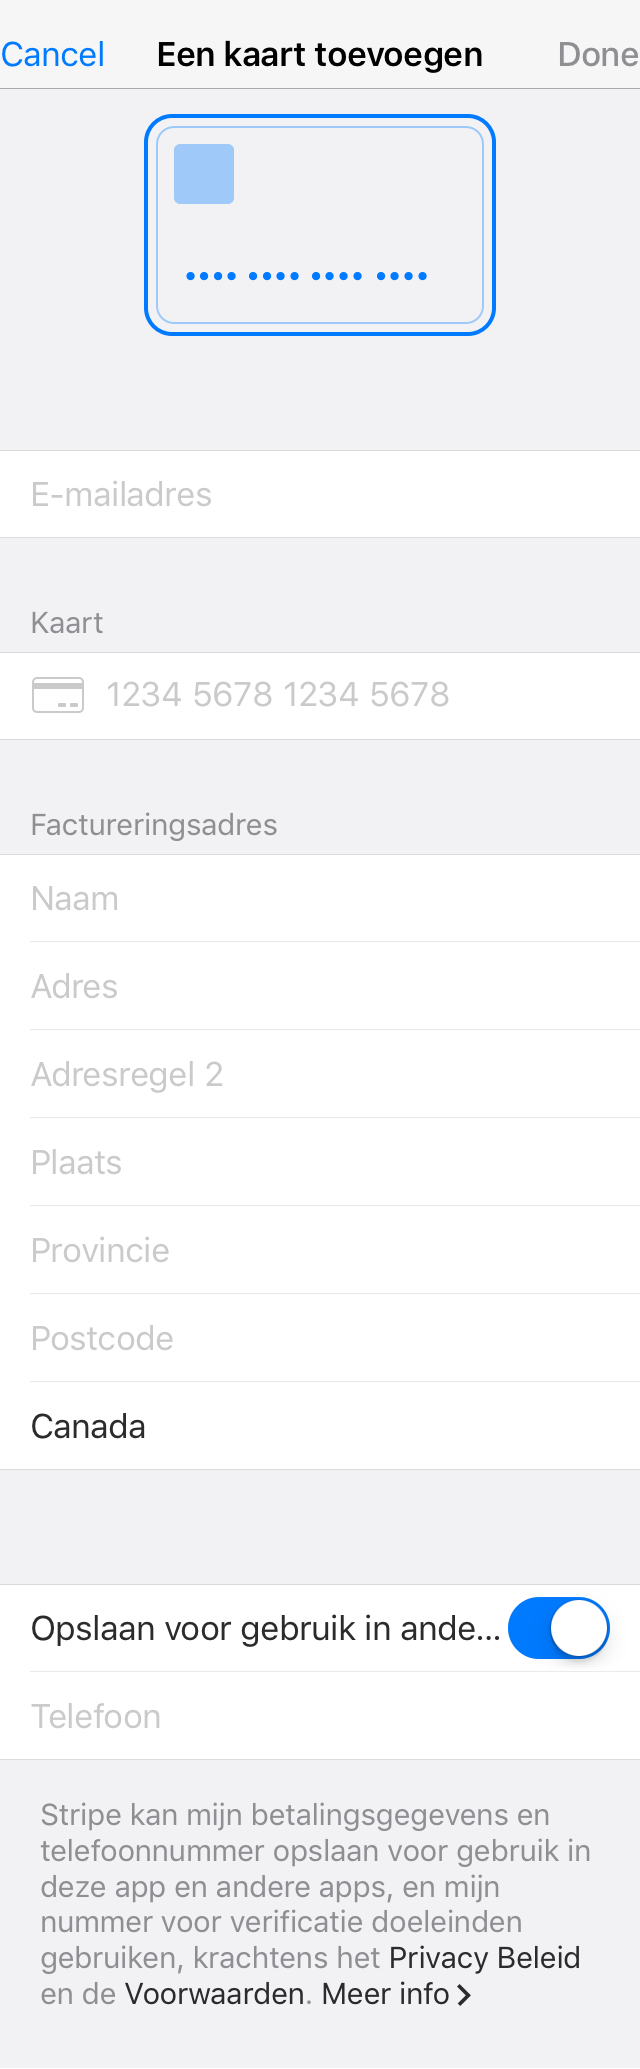 Cancel Een kaart toevoegen Done
•••• •••• •••• ••••
E-mailadres
Kaart
1234 5678 1234 5678
Factureringsadres
Naam
Adres
Adresregel 2
Plaats
Provincie
Postcode
Canada
Opslaan voor gebruik in ande...
Telefoon
Stripe kan mijn betalingsgegevens en
telefoonnummer opslaan voor gebruik in
deze app en andere apps, en mijn
nummer voor verificatie doeleinden
gebruiken, krachtens het Privacy Beleid
en de Voorwaarden. Meer info